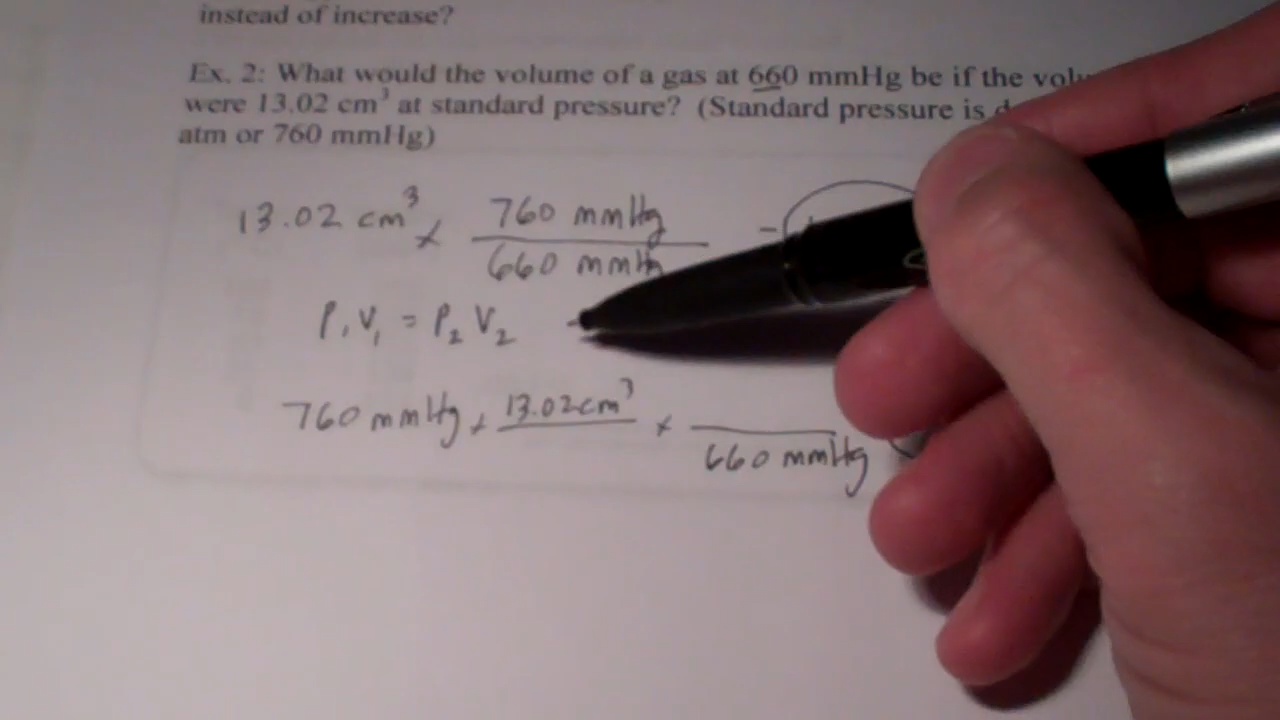 instead of increase?
Ex. 2: What would the volume of a gas at 660 mmHg be if the
were 13.02 cm³ at standard pressure? (Standard pressure is
atm or 760 mmHg)
13.02 cm³ x 760 mmHg
660 mmHg
P₁V₁ = P₂V₂
760 mmHg x 13.02 cm³ x
660 mmHg